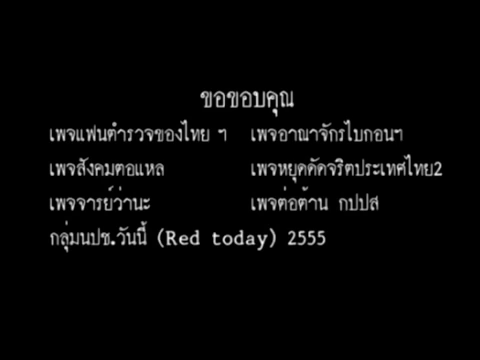 ขอขอบคุณ
เพจแฟนตำรวจของไทย ฯ เพจอาณาจักรไบกอนฯ
เพจสังคมตอแหล เพจหยุดดัดจริตประเทศไทย2
เพจจารย์ว่านะ เพจต่อต้าน กปปส
กลุ่มนปช.วันนี้ (Red today) 2555